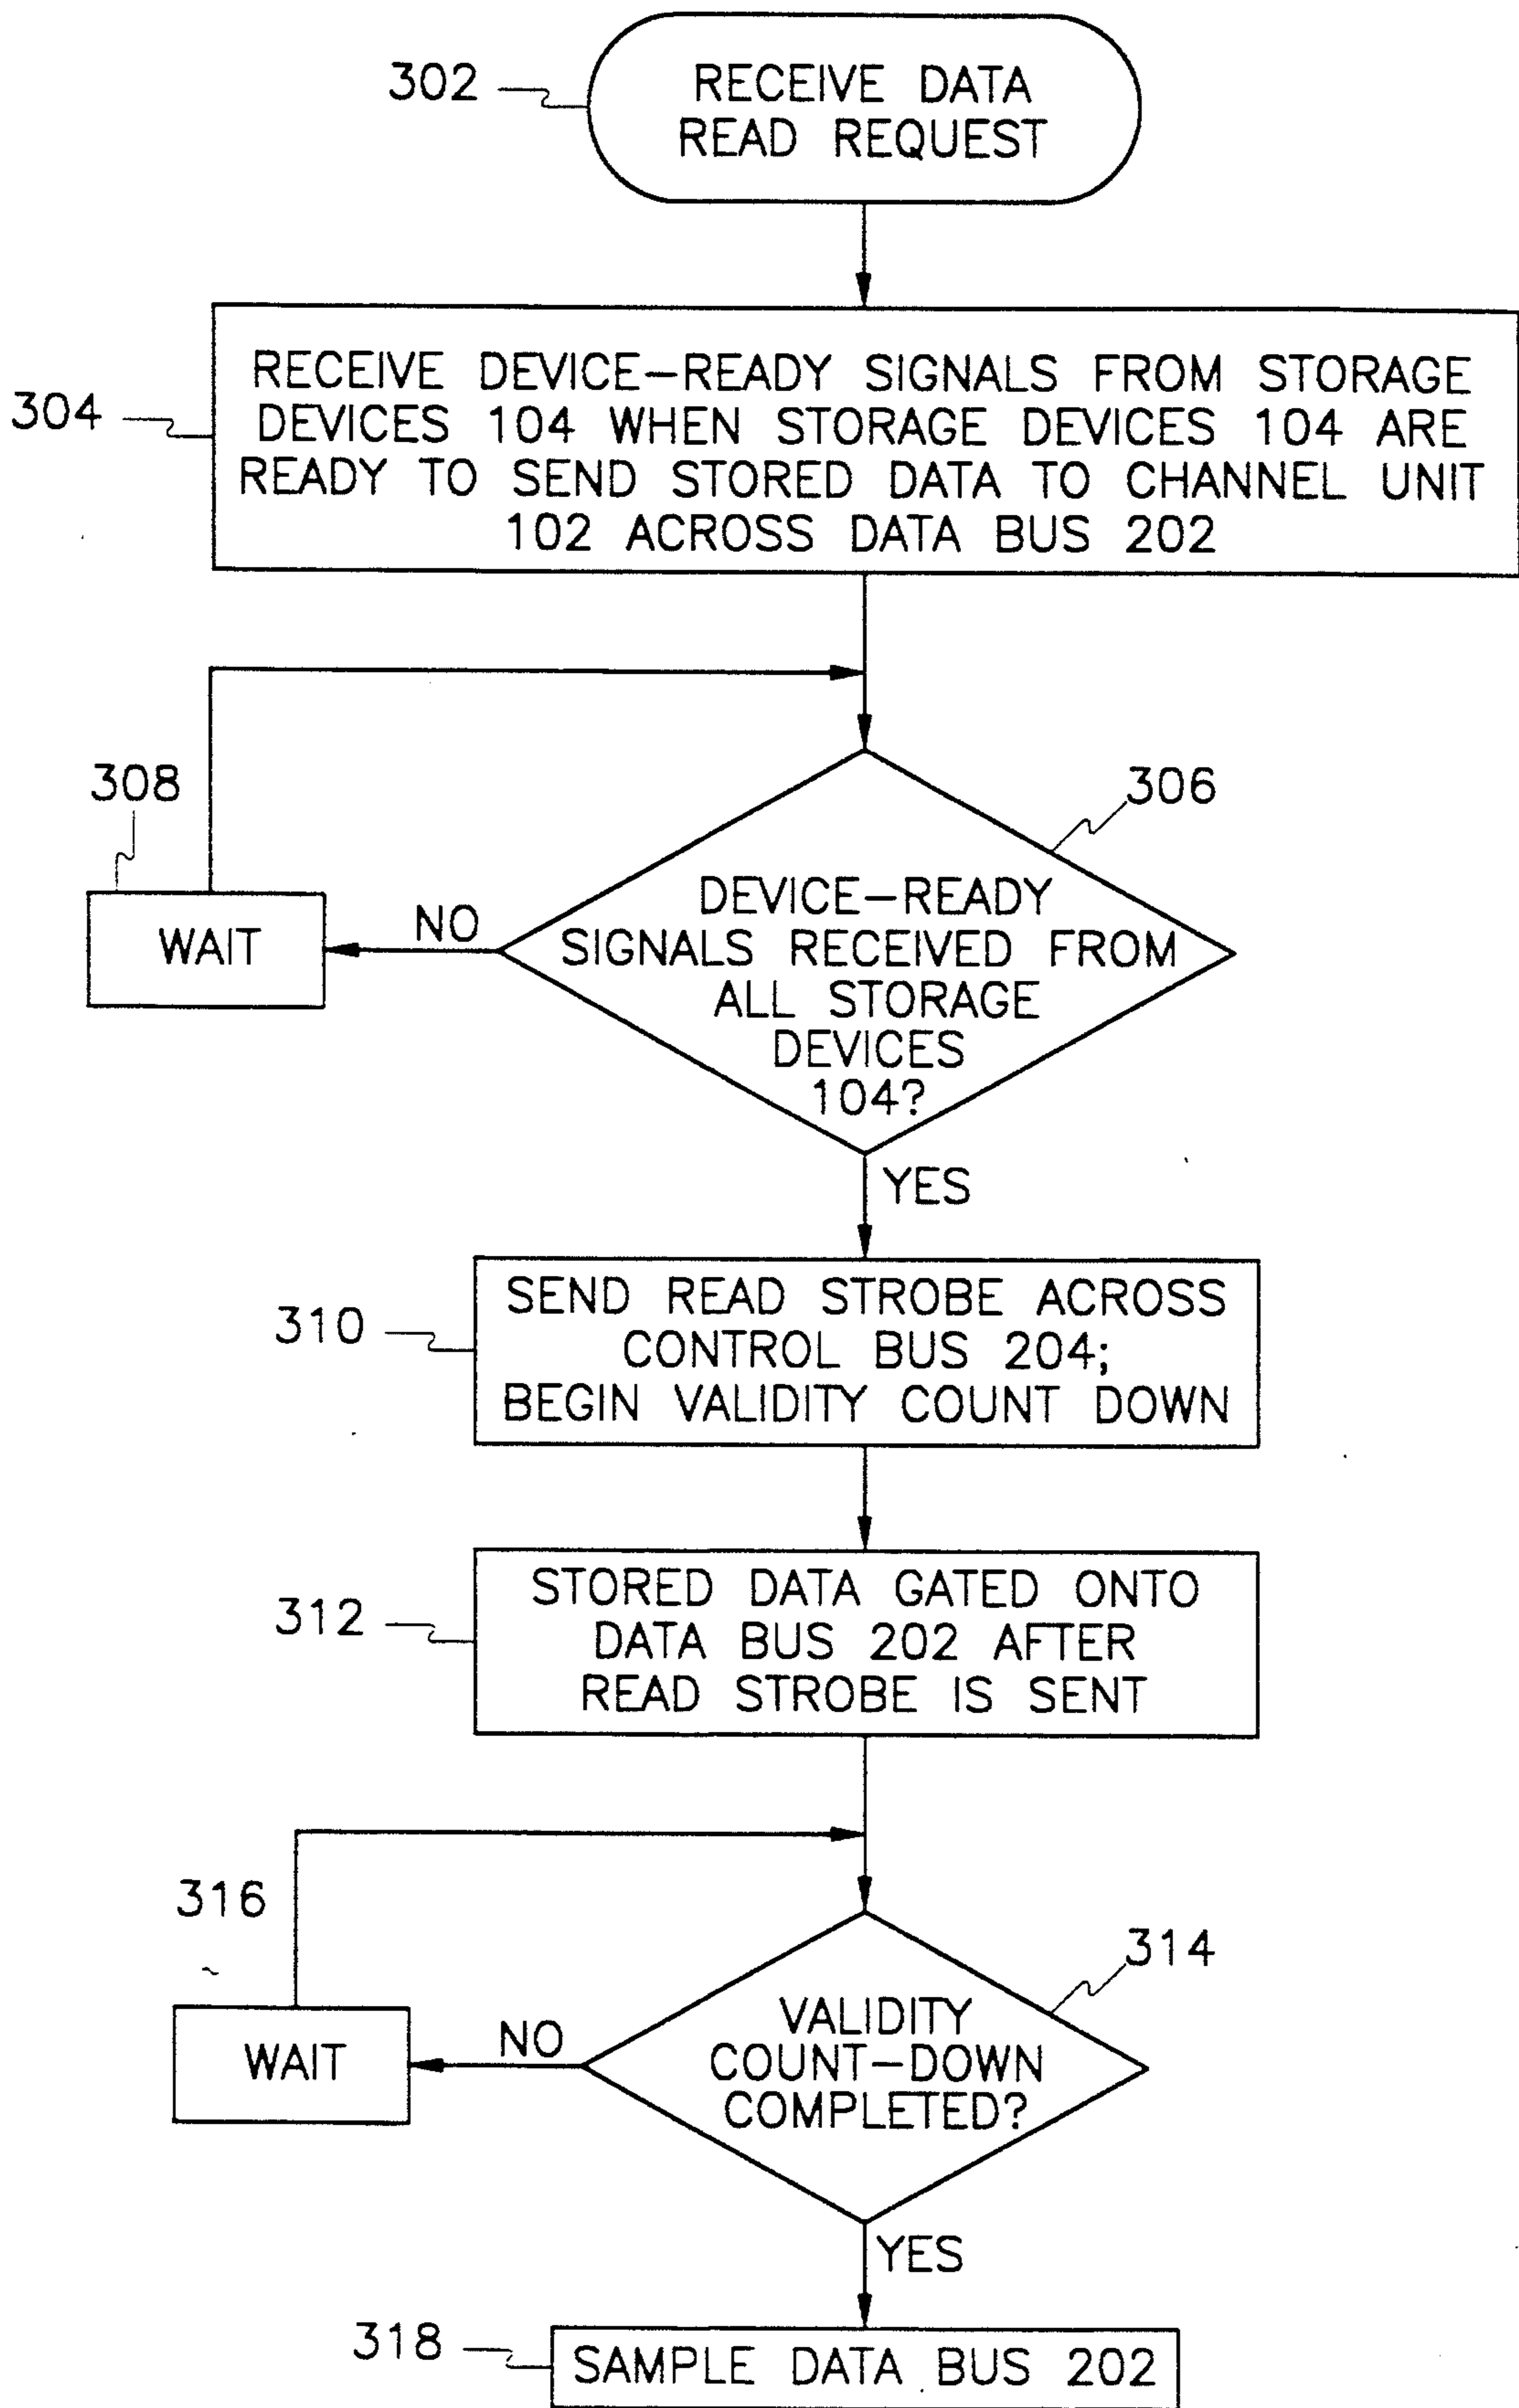 302
RECEIVE DATA
READ REQUEST
304
RECEIVE DEVICE-READY SIGNALS FROM STORAGE
DEVICES 104 WHEN STORAGE DEVICES 104 ARE
READY TO SEND STORED DATA TO CHANNEL UNIT
102 ACROSS DATA BUS 202
308
306
WAIT
NO
DEVICE-READY
SIGNALS RECEIVED FROM
ALL STORAGE
DEVICES
104?
YES
310
SEND READ STROBE ACROSS
CONTROL BUS 204;
BEGIN VALIDITY COUNT DOWN
312
STORED DATA GATED ONTO
DATA BUS 202 AFTER
READ STROBE IS SENT
316
314
WAIT
NO
VALIDITY
COUNT-DOWN
COMPLETED?
YES
318
SAMPLE DATA BUS 202